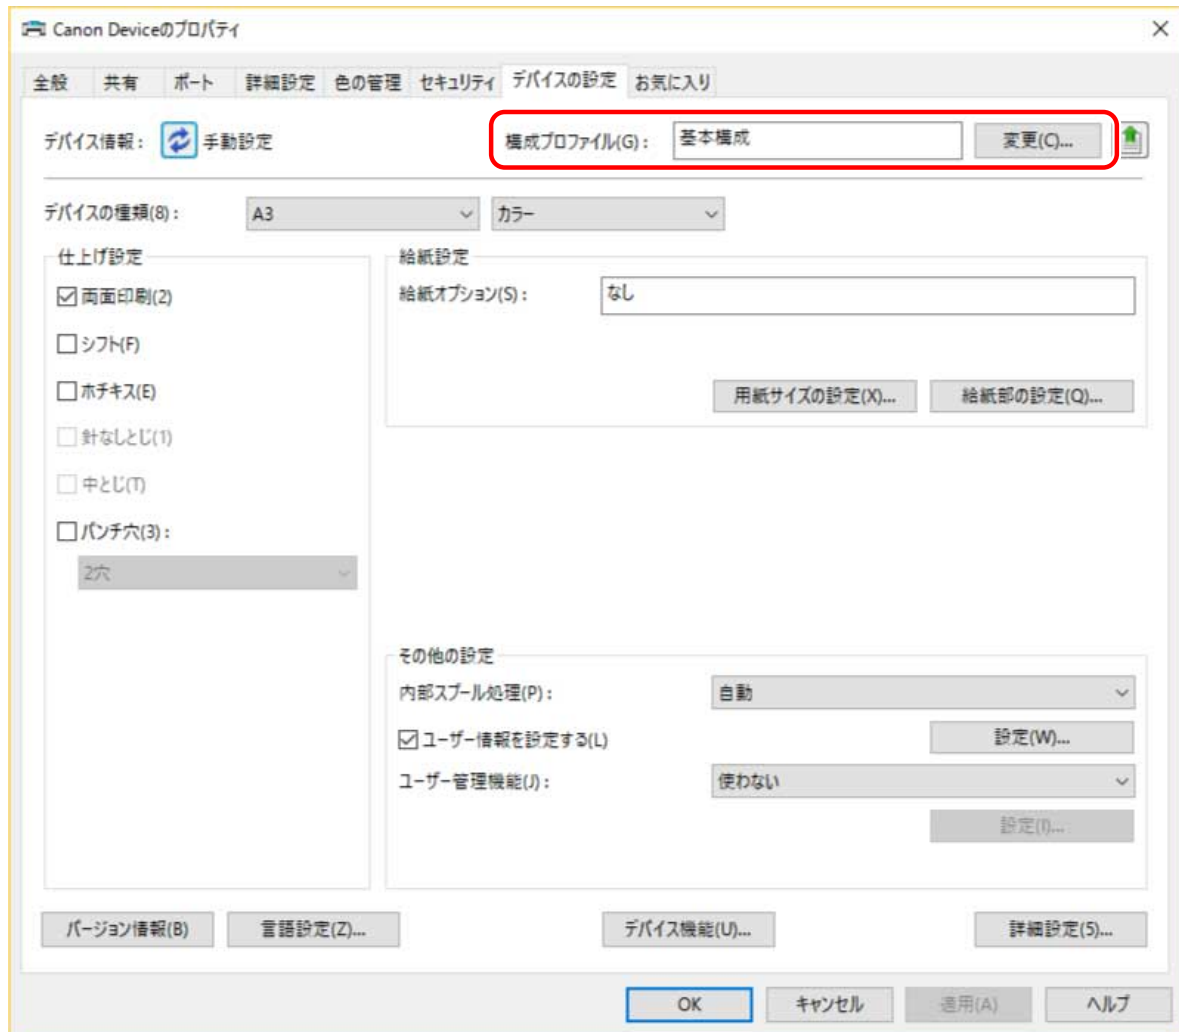 Canon Deviceのプロパティ
全般 共有 ポート 詳細設定 色の管理 セキュリティ デバイスの設定 お気に入り
デバイス情報: 手動設定 構成プロファイル(G): 基本構成 変更(C)...
デバイスの種類(8): A3 カラー
仕上げ設定
両面印刷(2)
シフト(F)
ホチキス(E)
針なしとじ(1)
中とじ(T)
パンチ穴(3):
2穴
給紙設定
給紙オプション(S): なし
用紙サイズの設定(X)... 給紙部の設定(Q)...
その他の設定
内部スプール処理(P): 自動
ユーザー情報を設定する(L) 設定(W)...
ユーザー管理機能(J): 使わない
設定(I)...
バージョン情報(B) 言語設定(Z)... デバイス機能(U)... 詳細設定(5)...
OK キャンセル 適用(A) ヘルプ